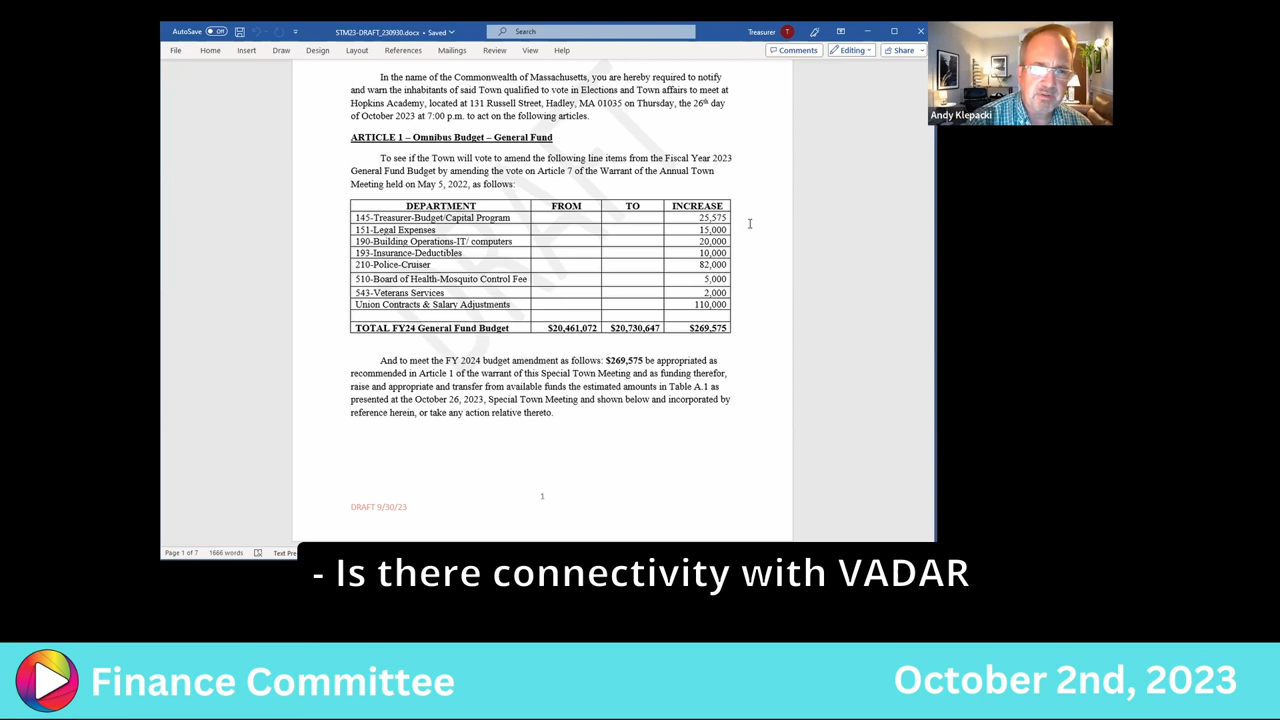 AutoSave Off STM23-DRAFT_230930.docx • Saved Search Treasurer T
File Home Insert Draw Design Layout References Mailings Review View Help Comments Editing Share
In the name of the Commonwealth of Massachusetts, you are hereby required to notify
and warn the inhabitants of said Town qualified to vote in Elections and Town affairs to meet at
Hopkins Academy, located at 131 Russell Street, Hadley, MA 01035 on Thursday, the 26th day
of October 2023 at 7:00 p.m. to act on the following articles.
ARTICLE 1 – Omnibus Budget – General Fund
To see if the Town will vote to amend the following line items from the Fiscal Year 2023
General Fund Budget by amending the vote on Article 7 of the Warrant of the Annual Town
Meeting held on May 5, 2022, as follows:
DEPARTMENT FROM TO INCREASE
145-Treasurer-Budget/Capital Program 25,575
151-Legal Expenses 15,000
190-Building Operations-IT/ computers 20,000
193-Insurance-Deductibles 10,000
210-Police-Cruiser 82,000
510-Board of Health-Mosquito Control Fee 5,000
543-Veterans Services 2,000
Union Contracts & Salary Adjustments 110,000
TOTAL FY24 General Fund Budget $20,461,072 $20,730,647 $269,575
And to meet the FY 2024 budget amendment as follows: $269,575 be appropriated as
recommended in Article 1 of the warrant of this Special Town Meeting and as funding therefor,
raise and appropriate and transfer from available funds the estimated amounts in Table A.1 as
presented at the October 26, 2023, Special Town Meeting and shown below and incorporated by
reference herein, or take any action relative thereto.
DRAFT
1
DRAFT 9/30/23
Page 1 of 7 1666 words Text Pre
Andy Klepacki
- Is there connectivity with VADAR
Finance Committee
October 2nd, 2023